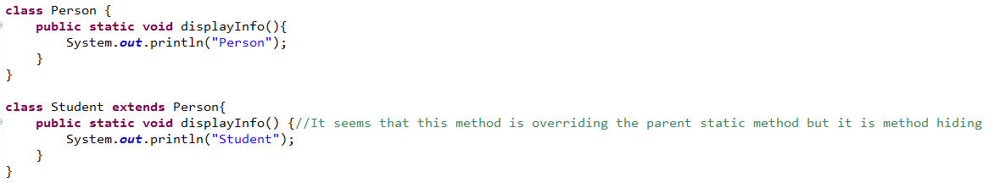 class Person {
    public static void displayInfo(){
        System.out.println("Person");
    }
}

class Student extends Person{
    public static void displayInfo() {//It seems that this method is overriding the parent static method but it is method hiding
        System.out.println("Student");
    }
}